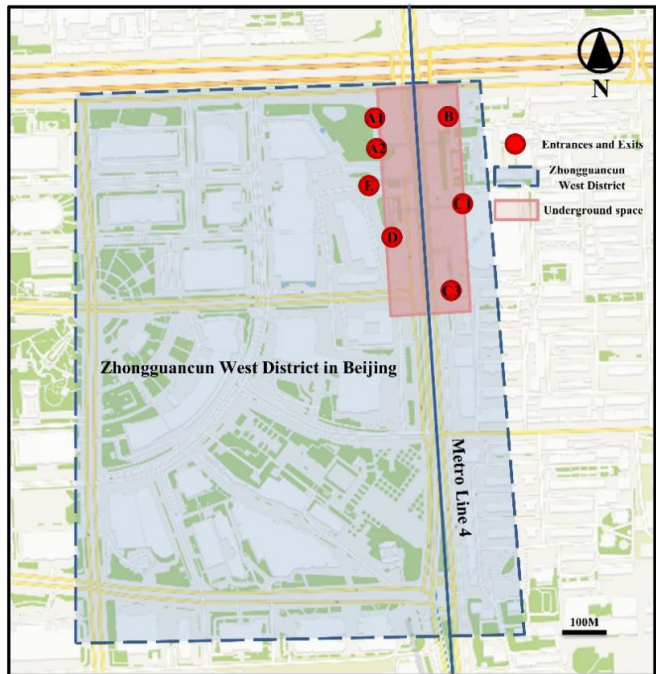 N
A1
B
A2
Entrances and Exits
Zhongguancun
West District
E
C1
Underground space
D
C3
Zhongguancun West District in Beijing
Metro Line 4
100M